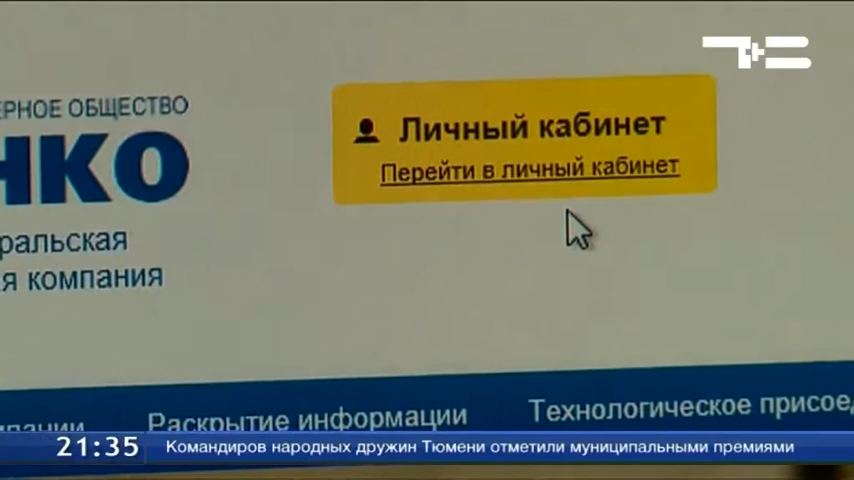 ЕРНОЕ ОБЩЕСТВО
НКО
ральская
я компания
Личный кабинет
Перейти в личный кабинет
Раскрытие информации
Технологическое присоед
21:35
Командиров народных дружин Тюмени отметили муниципальными премиями